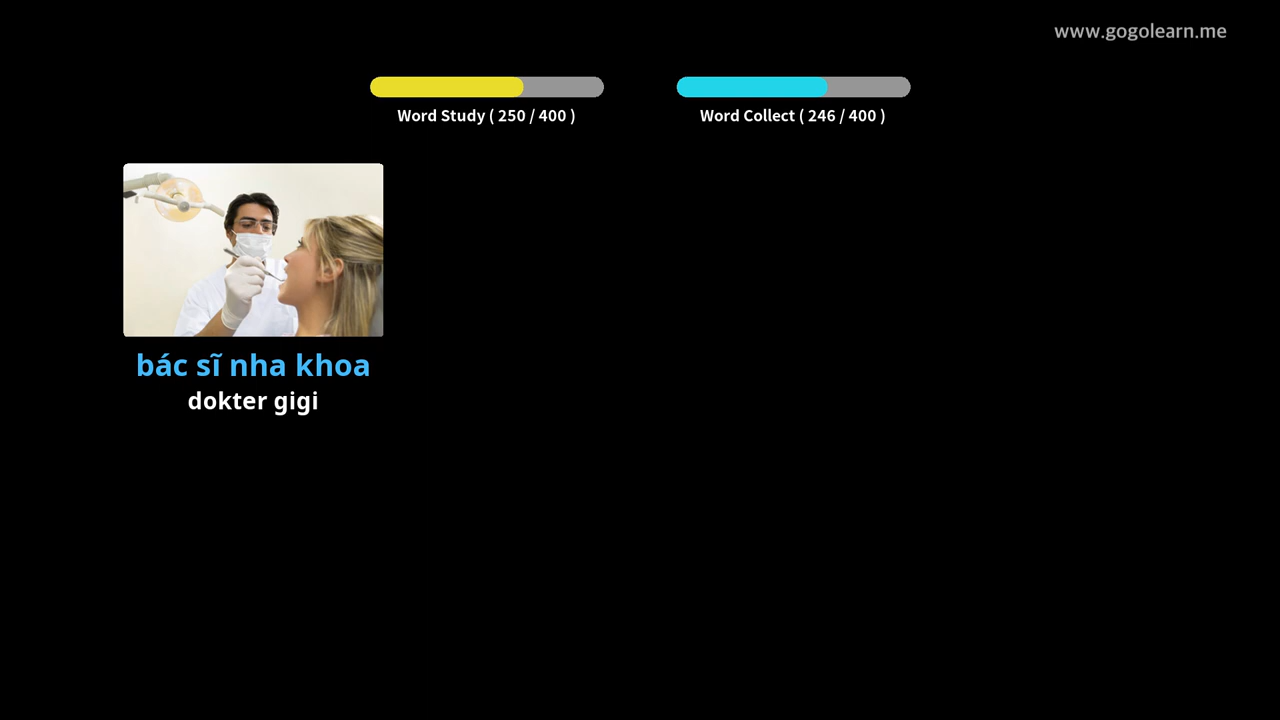 www.gogolearn.me
Word Study ( 250 / 400 )
Word Collect ( 246 / 400 )
bác sĩ nha khoa
dokter gigi